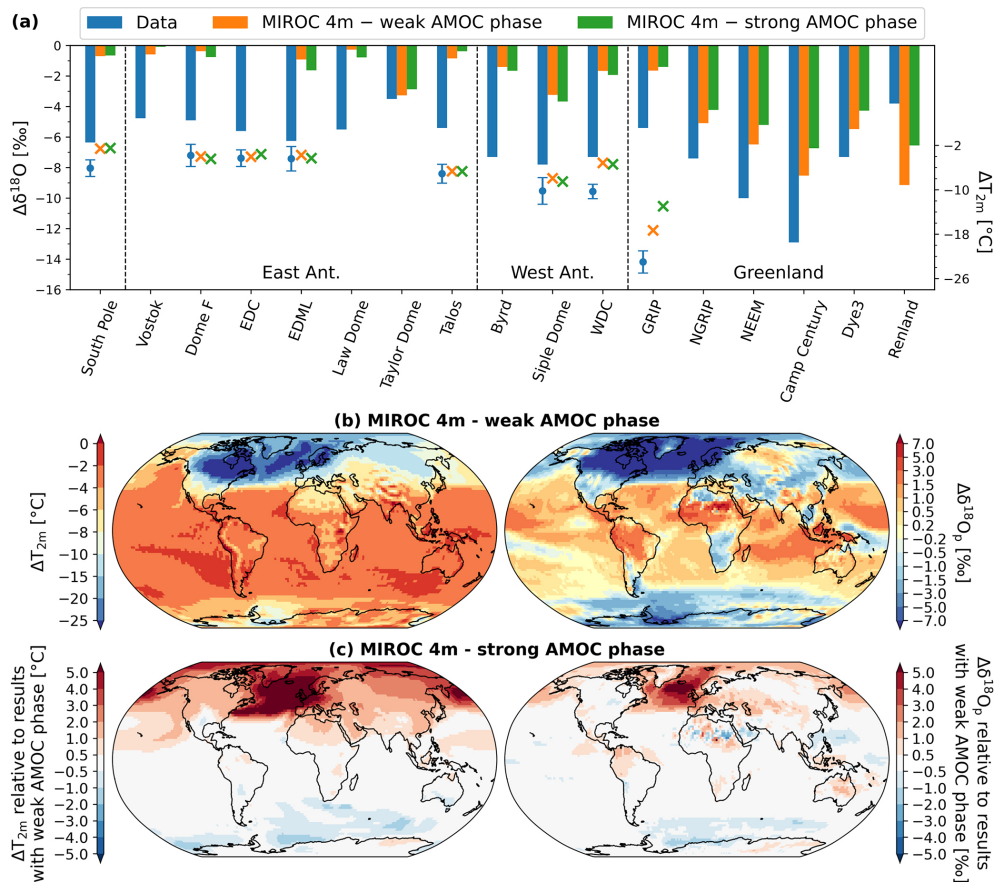 (a)
Data MIROC 4m − weak AMOC phase MIROC 4m − strong AMOC phase
Δδ¹⁸O [‰]
0
−2
−4
−6
−8
−10
−12
−14
−16
East Ant. West Ant. Greenland
−2
−10
−18
−26
ΔT₂ₘ [°C]
South Pole
Vostok
Dome F
EDC
EDML
Law Dome
Taylor Dome
Talos
Byrd
Siple Dome
WDC
GRIP
NGRIP
NEEM
Camp Century
Dye3
Renland
(b) MIROC 4m - weak AMOC phase
ΔT₂ₘ [°C]
0
−2
−4
−6
−8
−10
−15
−20
−25
7.0
5.0
3.0
1.5
1.0
0.5
0.2
−0.2
−0.5
−1.0
−1.5
−3.0
−5.0
−7.0
Δδ¹⁸Oₚ [‰]
(c) MIROC 4m - strong AMOC phase
ΔT₂ₘ relative to results
with weak AMOC phase [°C]
5.0
4.0
3.0
2.0
1.0
0.5
−0.5
−1.0
−2.0
−3.0
−4.0
−5.0
5.0
4.0
3.0
2.0
1.0
0.5
−0.5
−1.0
−2.0
−3.0
−4.0
−5.0
Δδ¹⁸Oₚ relative to results
with weak AMOC phase [‰]